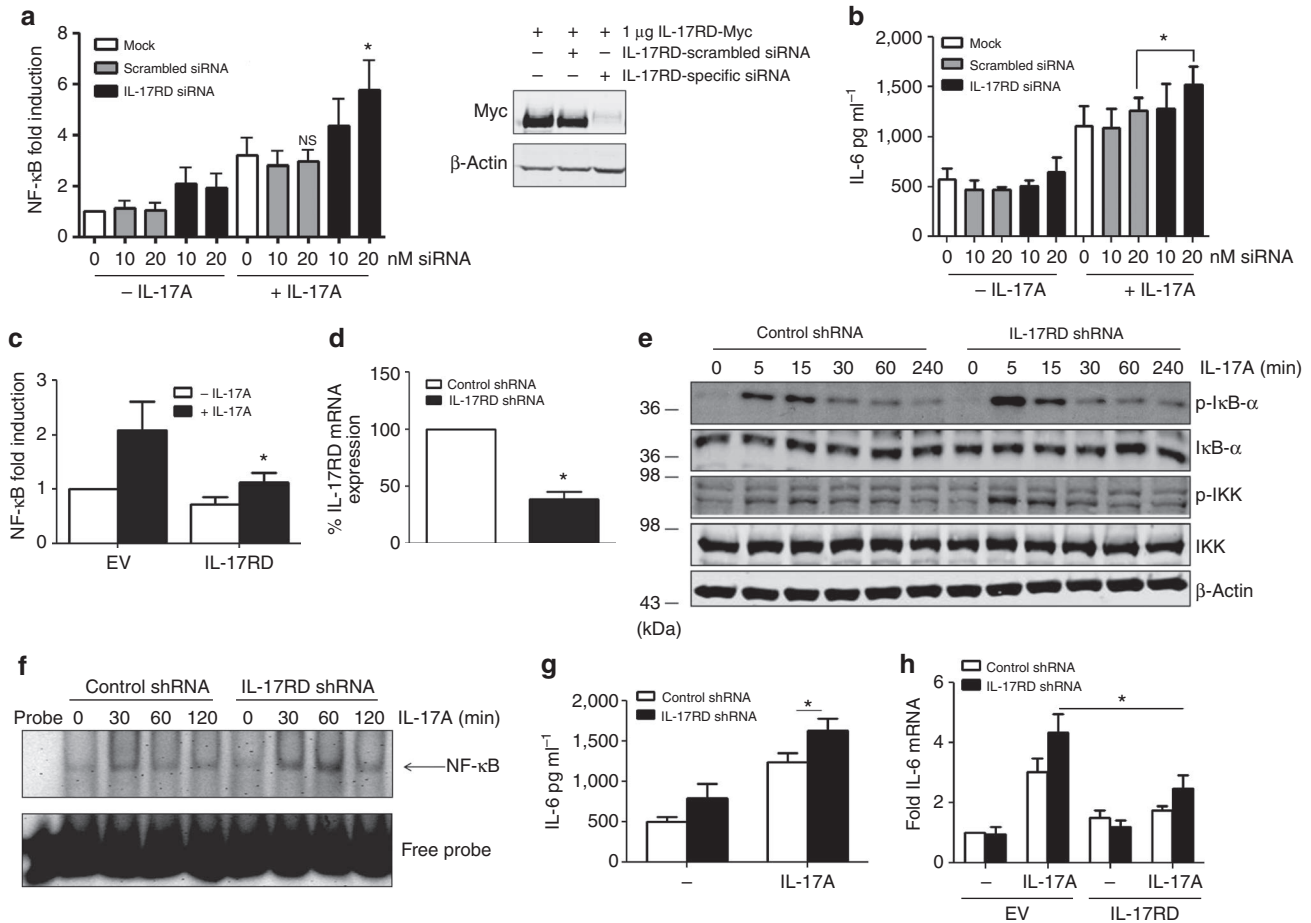 a
NF-κB fold induction
8
6
4
2
0
Mock
Scrambled siRNA
IL-17RD siRNA
NS
*
0 10 20 10 20 0 10 20 10 20 nM siRNA
– IL-17A
+ IL-17A
+ + + 1 μg IL-17RD-Myc
– + – IL-17RD-scrambled siRNA
– – + IL-17RD-specific siRNA
Myc
β-Actin
b
IL-6 pg ml⁻¹
2,000
1,500
1,000
500
0
Mock
Scrambled siRNA
IL-17RD siRNA
*
0 10 20 10 20 0 10 20 10 20 nM siRNA
– IL-17A
+ IL-17A
c
NF-κB fold induction
3
2
1
0
– IL-17A
+ IL-17A
*
EV
IL-17RD
d
% IL-17RD mRNA
expression
150
100
50
0
Control shRNA
IL-17RD shRNA
*
e
Control shRNA
IL-17RD shRNA
0 5 15 30 60 240 0 5 15 30 60 240 IL-17A (min)
36
p-IκB-α
36
IκB-α
98
p-IKK
98
IKK
43
β-Actin
(kDa)
f
Control shRNA
IL-17RD shRNA
Probe 0 30 60 120 0 30 60 120 IL-17A (min)
NF-κB
Free probe
g
IL-6 pg ml⁻¹
2,000
1,500
1,000
500
0
Control shRNA
IL-17RD shRNA
*
– IL-17A
h
Fold IL-6 mRNA
6
4
2
0
Control shRNA
IL-17RD shRNA
*
– IL-17A – IL-17A
EV
IL-17RD